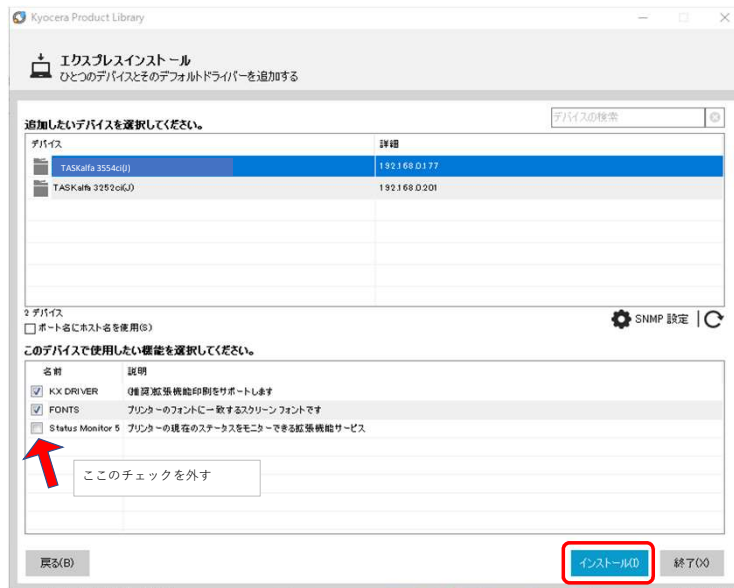 Kyocera Product Library
エクスプレスインストール
ひとつのデバイスとそのデフォルトドライバーを追加する
追加したいデバイスを選択してください。
デバイスの検索
デバイス 詳細
TASKalfa 3554ci(J) 192.168.0.177
TASKalfa 3252ci(J) 192.168.0.201
2 デバイス
ポート名にホスト名を使用(S)
SNMP 設定
このデバイスで使用したい機能を選択してください。
名前 説明
KX DRIVER (推奨)拡張機能印刷をサポートします
FONTS プリンターのフォントに一致するスクリーンフォントです
Status Monitor 5 プリンターの現在のステータスをモニターできる拡張機能サービス
ここのチェックを外す
戻る(B) インストール(I) 終了(X)